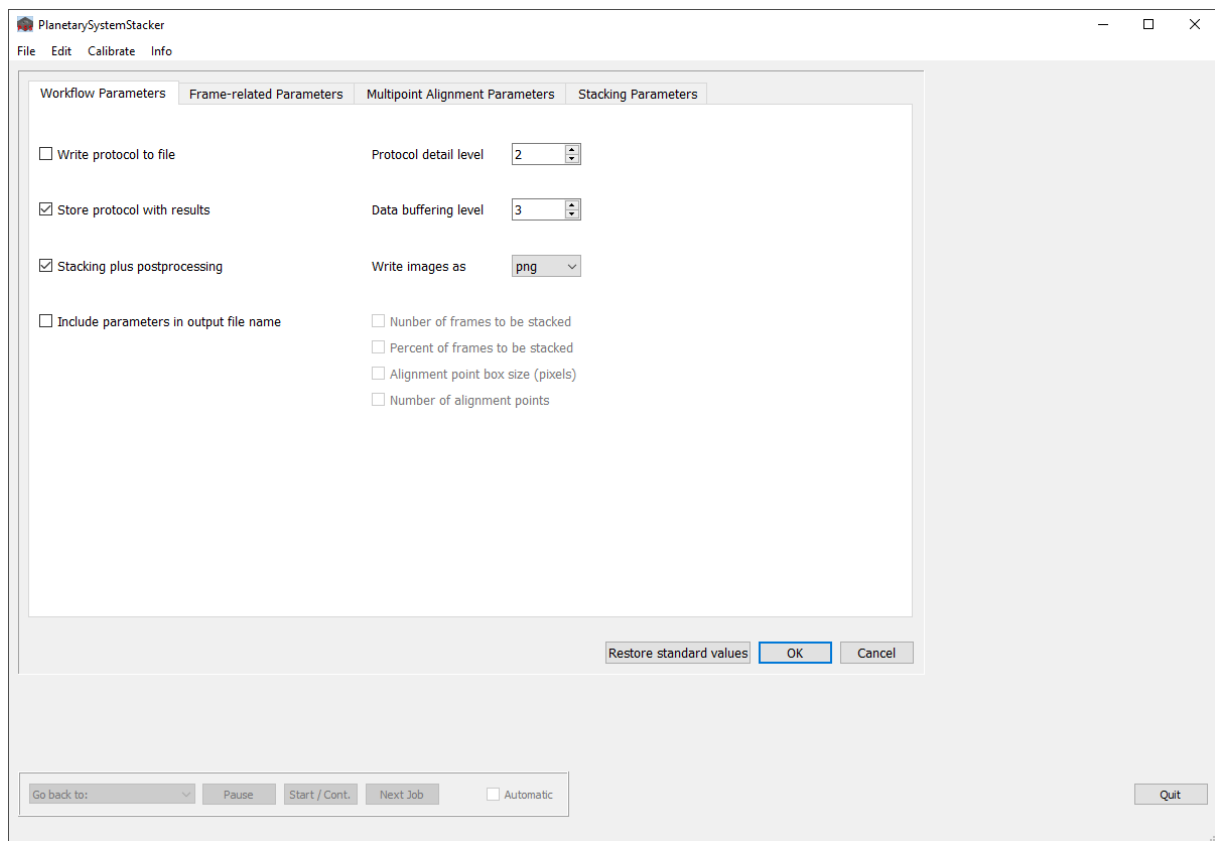 PlanetarySystemStacker
File Edit Calibrate Info
Workflow Parameters Frame-related Parameters Multipoint Alignment Parameters Stacking Parameters
Write protocol to file Protocol detail level 2
Store protocol with results Data buffering level 3
Stacking plus postprocessing Write images as png
Include parameters in output file name Nunber of frames to be stacked
Percent of frames to be stacked
Alignment point box size (pixels)
Number of alignment points
Restore standard values OK Cancel
Go back to: Pause Start / Cont. Next Job Automatic Quit